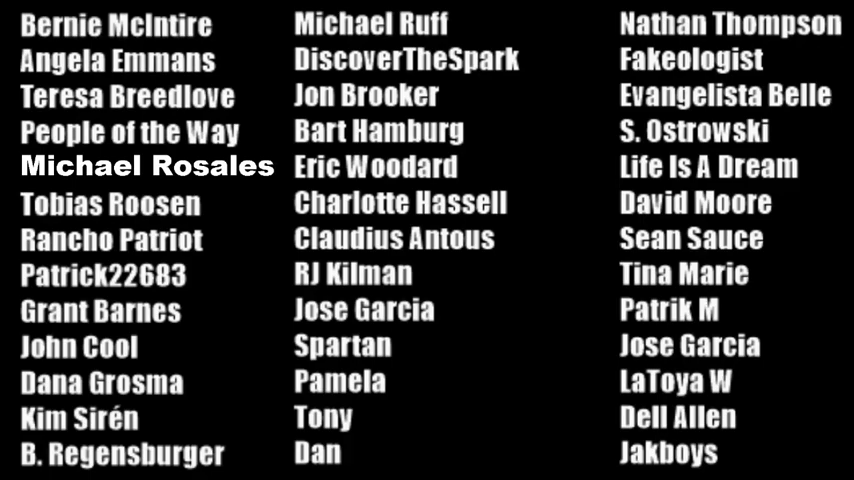 Bernie McIntire
Angela Emmans
Teresa Breedlove
People of the Way
Michael Rosales
Tobias Roosen
Rancho Patriot
Patrick22683
Grant Barnes
John Cool
Dana Grosma
Kim Sirén
B. Regensburger
Michael Ruff
DiscoverTheSpark
Jon Brooker
Bart Hamburg
Eric Woodard
Charlotte Hassell
Claudius Antous
RJ Kilman
Jose Garcia
Spartan
Pamela
Tony
Dan
Nathan Thompson
Fakeologist
Evangelista Belle
S. Ostrowski
Life Is A Dream
David Moore
Sean Sauce
Tina Marie
Patrik M
Jose Garcia
LaToya W
Dell Allen
Jakboys